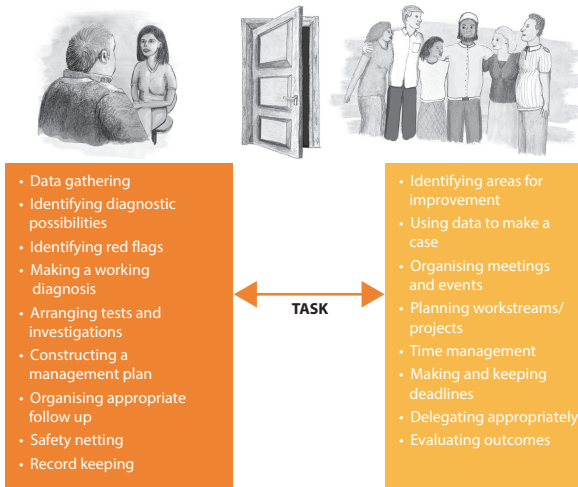 • Data gathering
• Identifying diagnostic
possibilities
• Identifying red flags
• Making a working
diagnosis
• Arranging tests and
investigations
• Constructing a
management plan
• Organising appropriate
follow up
• Safety netting
• Record keeping
TASK
• Identifying areas for
improvement
• Using data to make a
case
• Organising meetings
and events
• Planning workstreams/
projects
• Time management
• Making and keeping
deadlines
• Delegating appropriately
• Evaluating outcomes